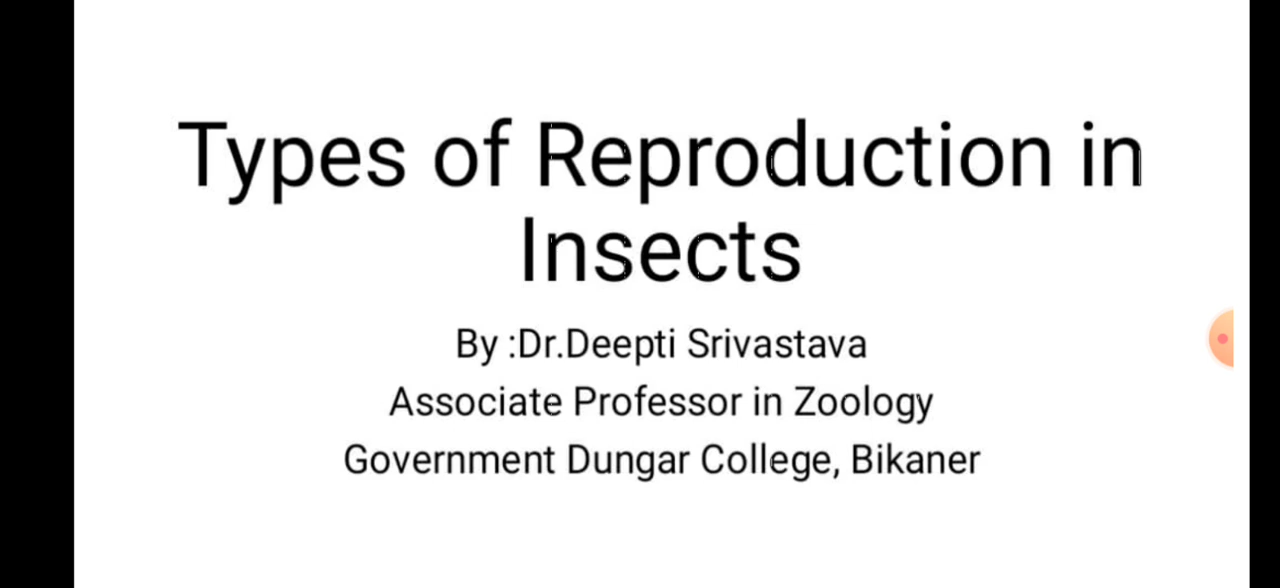 Types of Reproduction in
Insects
By :Dr.Deepti Srivastava
Associate Professor in Zoology
Government Dungar College, Bikaner